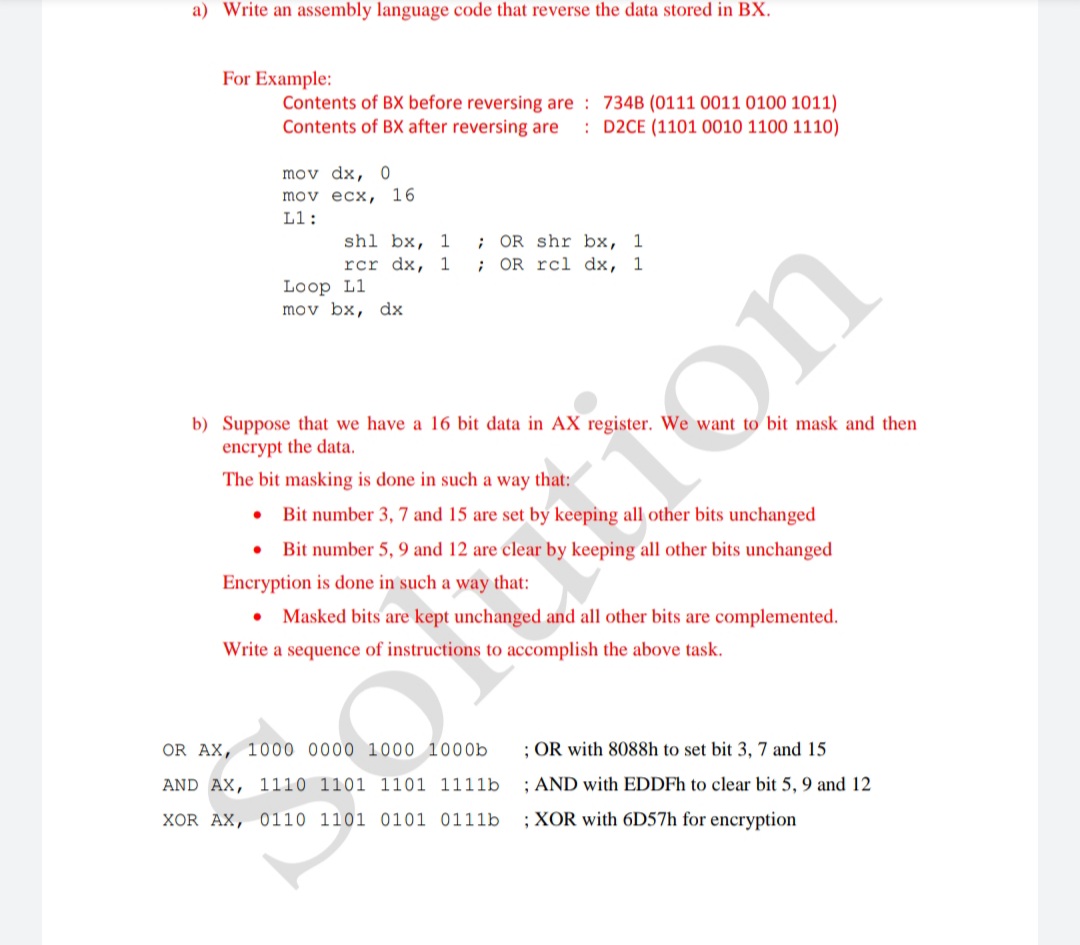 a) Write an assembly language code that reverse the data stored in BX.
For Example:
Contents of BX before reversing are : 734B (0111 0011 0100 1011)
Contents of BX after reversing are : D2CE (1101 0010 1100 1110)
mov dx, 0
mov ecx, 16
L1:
shl bx, 1 ; OR shr bx, 1
rcr dx, 1 ; OR rcl dx, 1
Loop L1
mov bx, dx
b) Suppose that we have a 16 bit data in AX register. We want to bit mask and then
encrypt the data.
The bit masking is done in such a way that:
• Bit number 3, 7 and 15 are set by keeping all other bits unchanged
• Bit number 5, 9 and 12 are clear by keeping all other bits unchanged
Encryption is done in such a way that:
• Masked bits are kept unchanged and all other bits are complemented.
Write a sequence of instructions to accomplish the above task.
OR AX, 1000 0000 1000 1000b ; OR with 8088h to set bit 3, 7 and 15
AND AX, 1110 1101 1101 1111b ; AND with EDDFh to clear bit 5, 9 and 12
XOR AX, 0110 1101 0101 0111b ; XOR with 6D57h for encryption
Solution